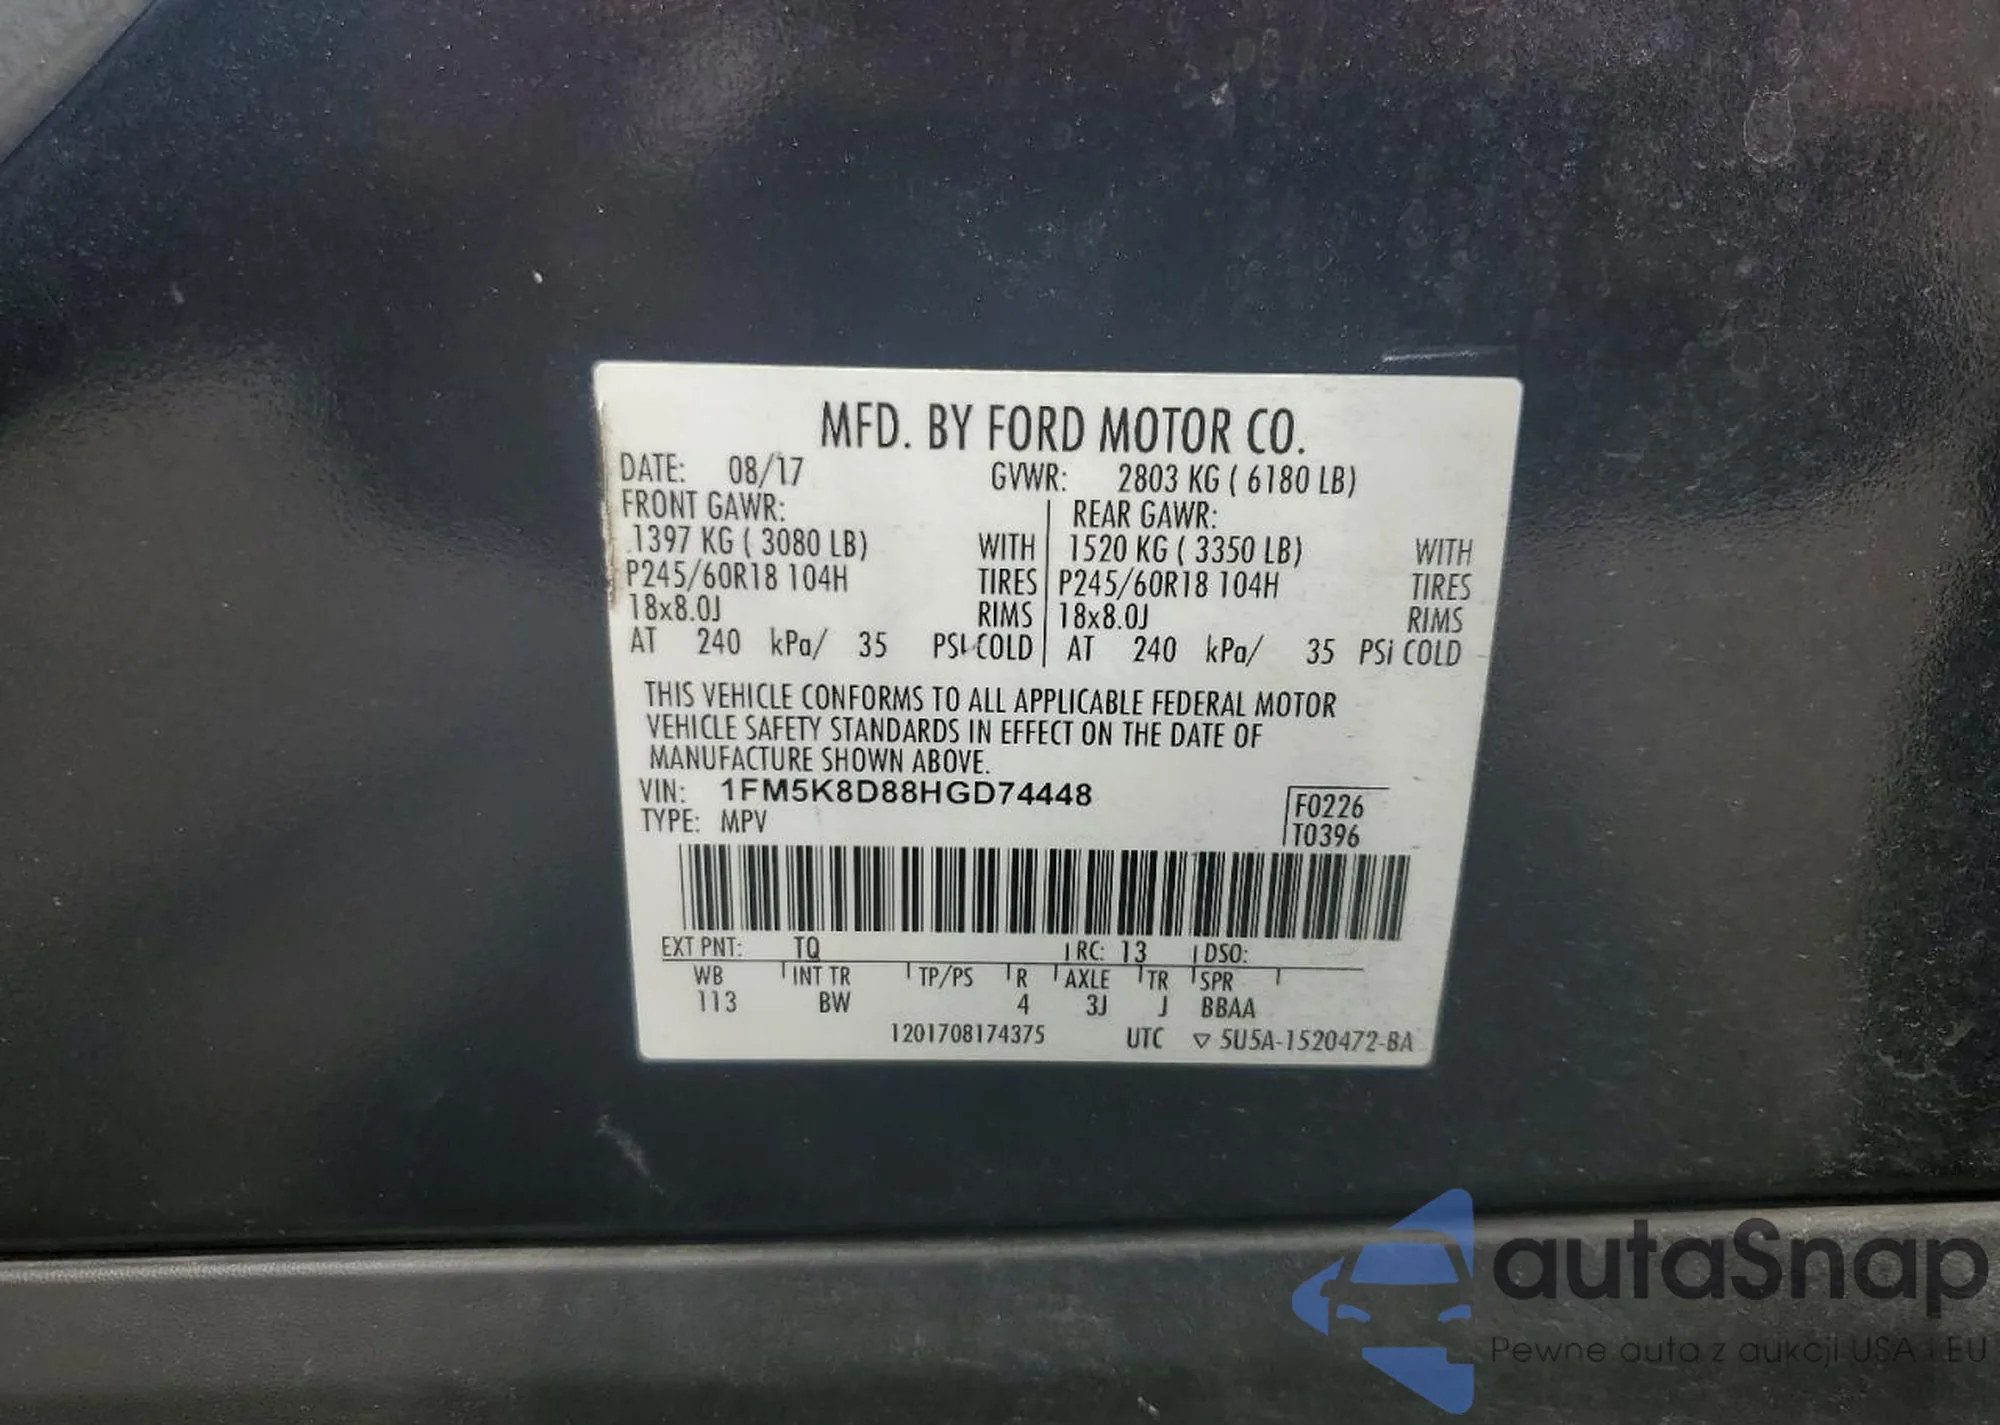 MFD. BY FORD MOTOR CO.
DATE: 08/17 GVWR: 2803 KG ( 6180 LB)
FRONT GAWR: REAR GAWR:
1397 KG ( 3080 LB) WITH 1520 KG ( 3350 LB) WITH
P245/60R18 104H TIRES P245/60R18 104H TIRES
18x8.0J RIMS 18x8.0J RIMS
AT 240 kPa/ 35 PSI COLD AT 240 kPa/ 35 PSi COLD
THIS VEHICLE CONFORMS TO ALL APPLICABLE FEDERAL MOTOR
VEHICLE SAFETY STANDARDS IN EFFECT ON THE DATE OF
MANUFACTURE SHOWN ABOVE.
VIN: 1FM5K8D88HGD74448
F0226
TYPE: MPV
T0396
EXT PNT: TQ RC: 13 DSO:
WB INT TR TP/PS R AXLE TR SPR
113 BW 4 3J J BBAA
1201708174375 UTC ▽ 5U5A-1520472-BA
autaSnap
Pewne auta z aukcji USA i EU